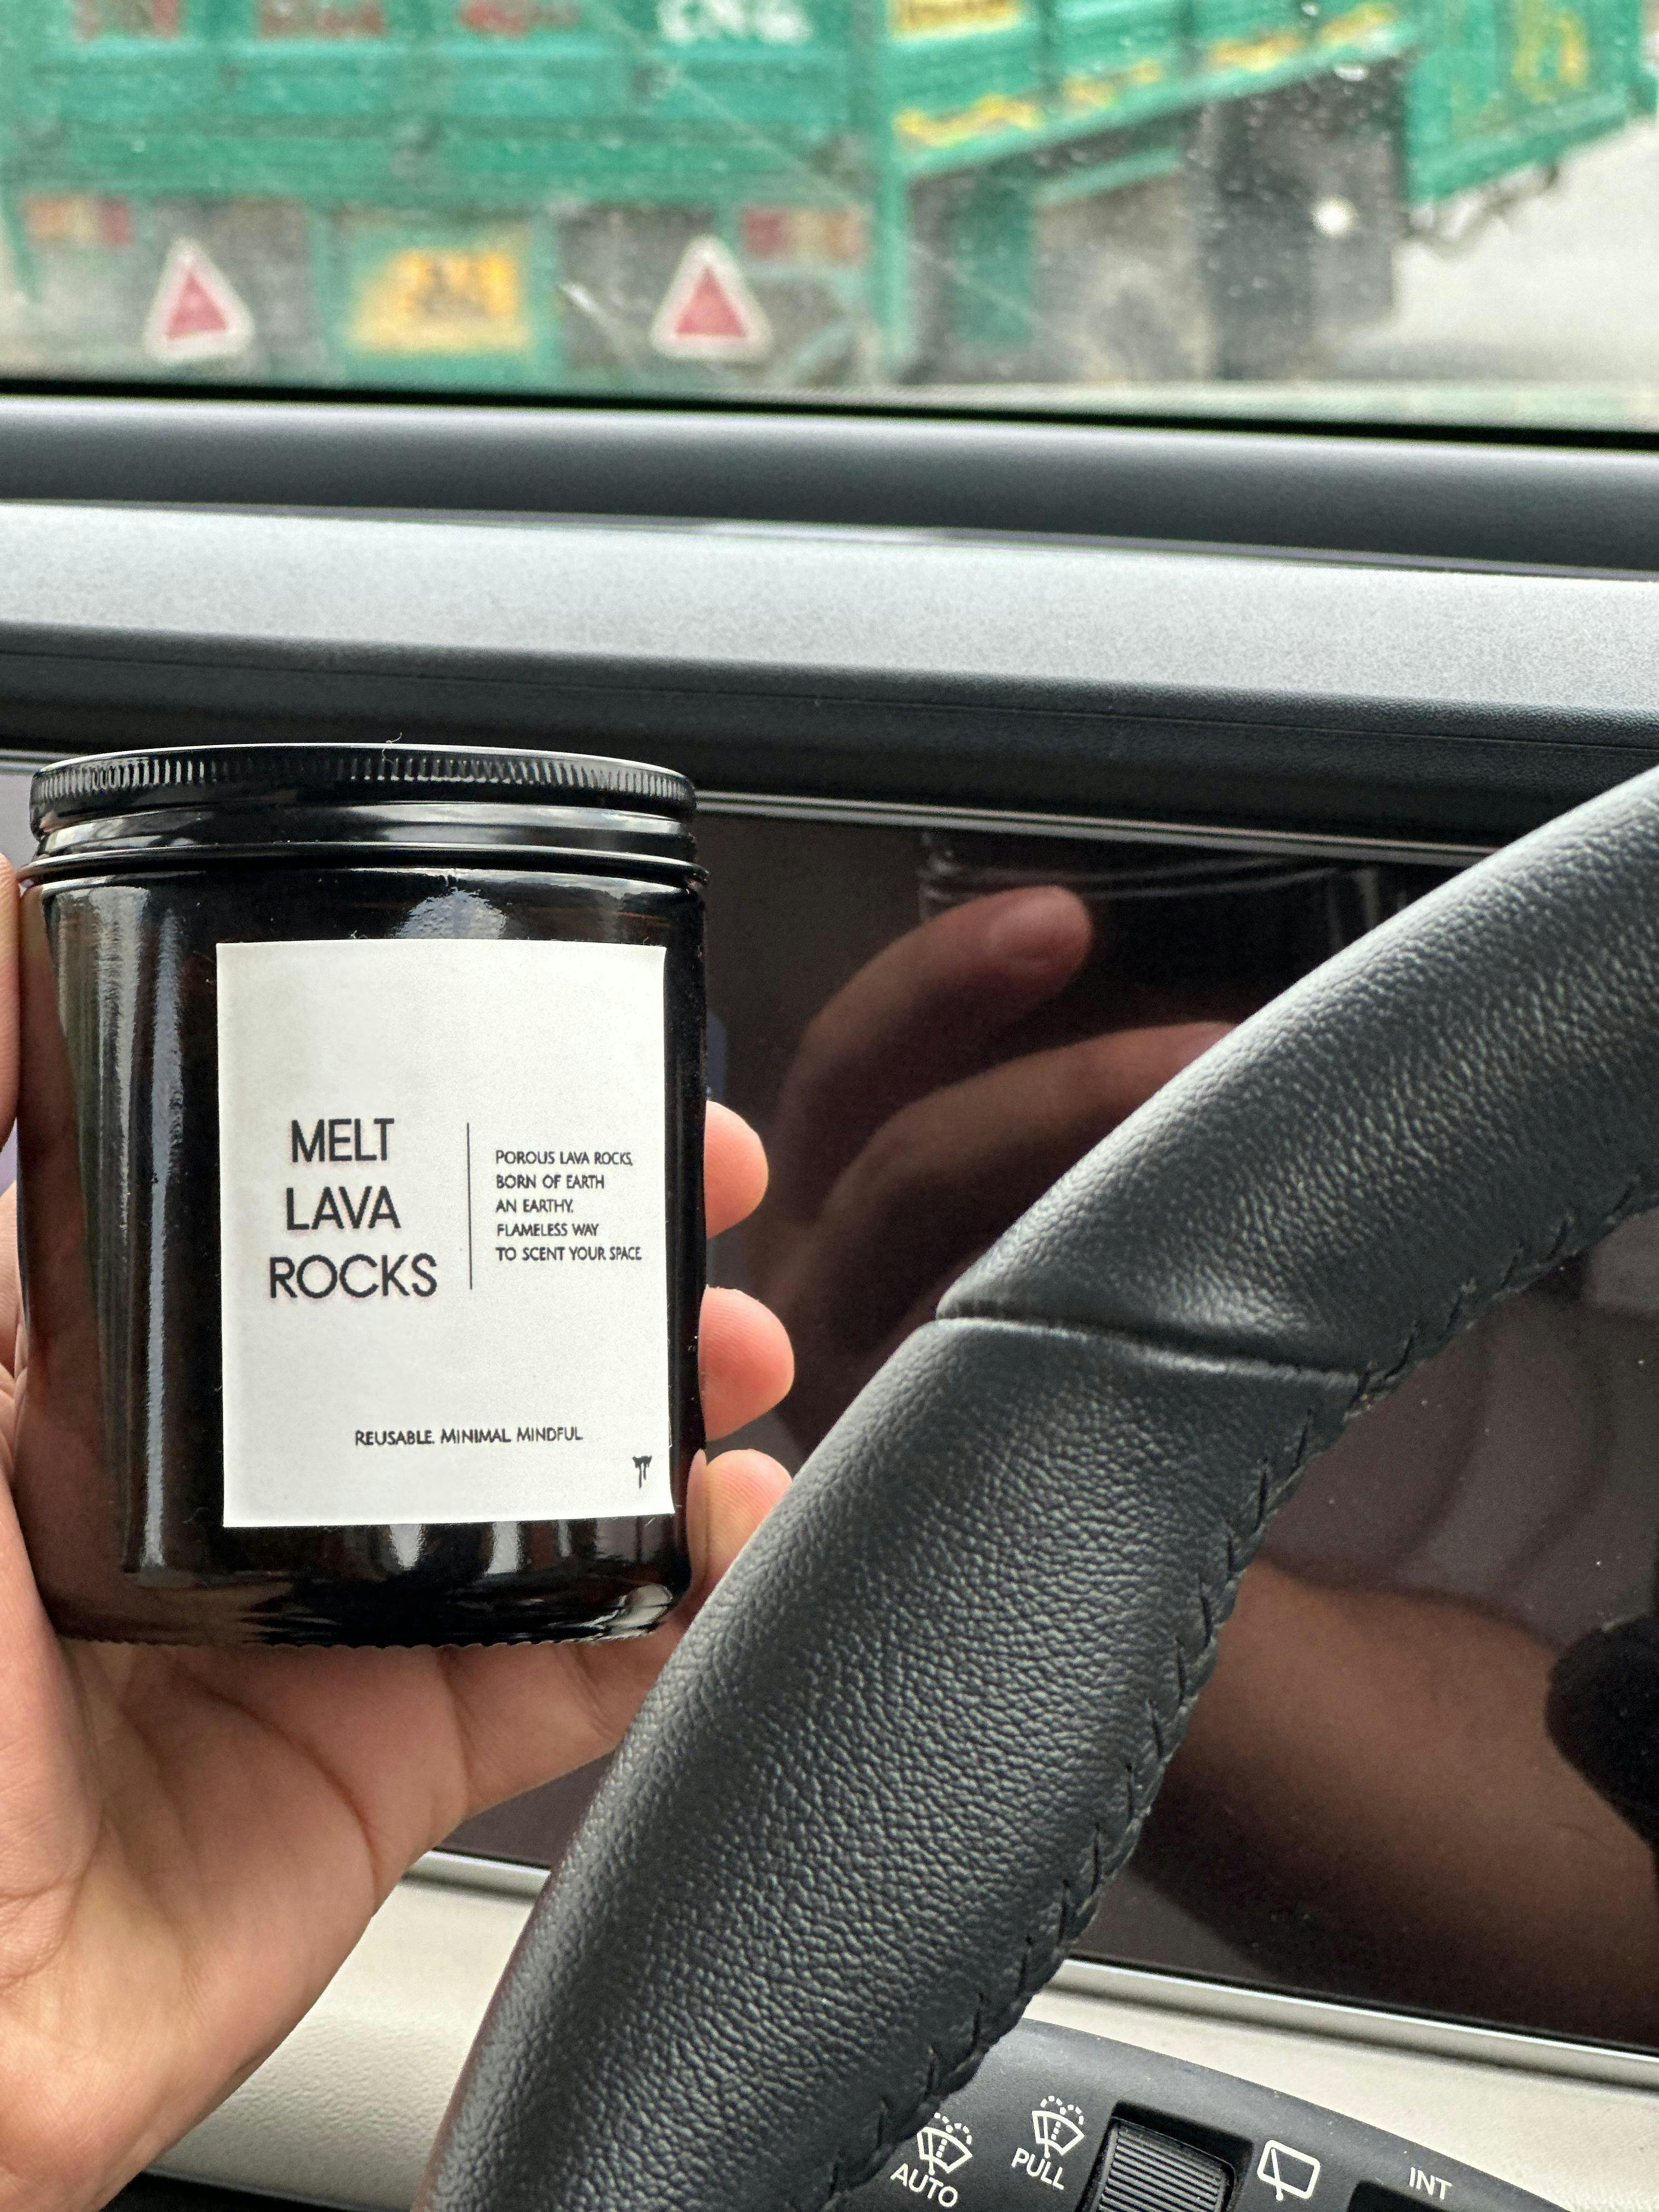 MELT
LAVA
ROCKS
POROUS LAVA ROCKS,
BORN OF EARTH
AN EARTHY,
FLAMELESS WAY
TO SCENT YOUR SPACE.
REUSABLE. MINIMAL. MINDFUL.
AUTO
PULL
INT